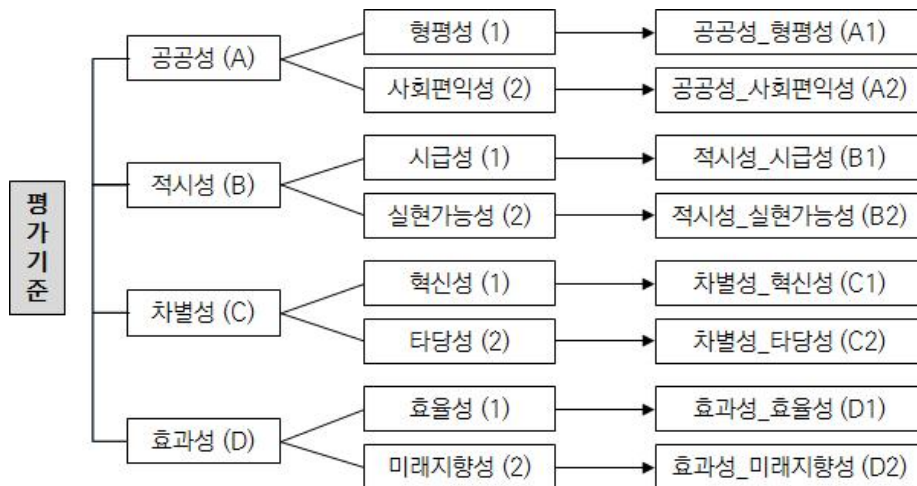 평가기준
공공성 (A)
형평성 (1)
공공성_형평성 (A1)
사회편익성 (2)
공공성_사회편익성 (A2)
적시성 (B)
시급성 (1)
적시성_시급성 (B1)
실현가능성 (2)
적시성_실현가능성 (B2)
차별성 (C)
혁신성 (1)
차별성_혁신성 (C1)
타당성 (2)
차별성_타당성 (C2)
효과성 (D)
효율성 (1)
효과성_효율성 (D1)
미래지향성 (2)
효과성_미래지향성 (D2)